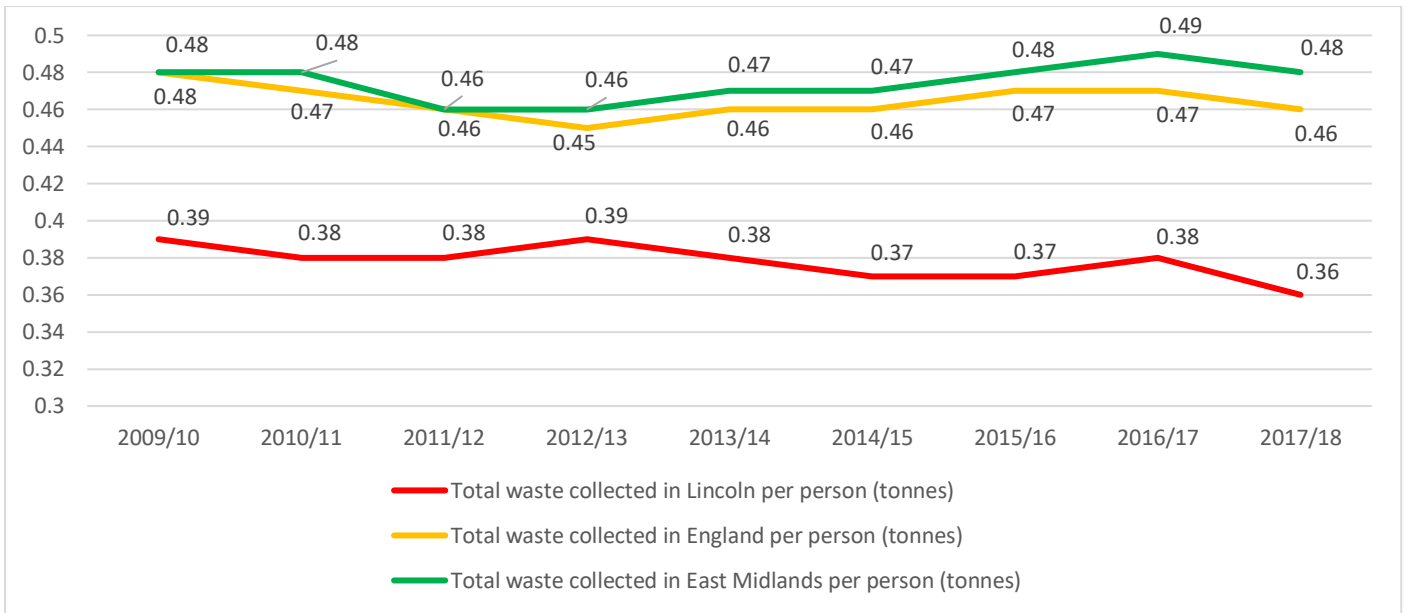 0.5
0.48
0.46
0.44
0.42
0.4
0.38
0.36
0.34
0.32
0.3
0.48 0.48 0.46 0.46 0.47 0.47 0.48 0.49 0.48
0.48 0.47 0.46 0.45 0.46 0.46 0.47 0.47 0.46
0.39 0.38 0.38 0.39 0.38 0.37 0.37 0.38 0.36
2009/10 2010/11 2011/12 2012/13 2013/14 2014/15 2015/16 2016/17 2017/18
Total waste collected in Lincoln per person (tonnes)
Total waste collected in England per person (tonnes)
Total waste collected in East Midlands per person (tonnes)